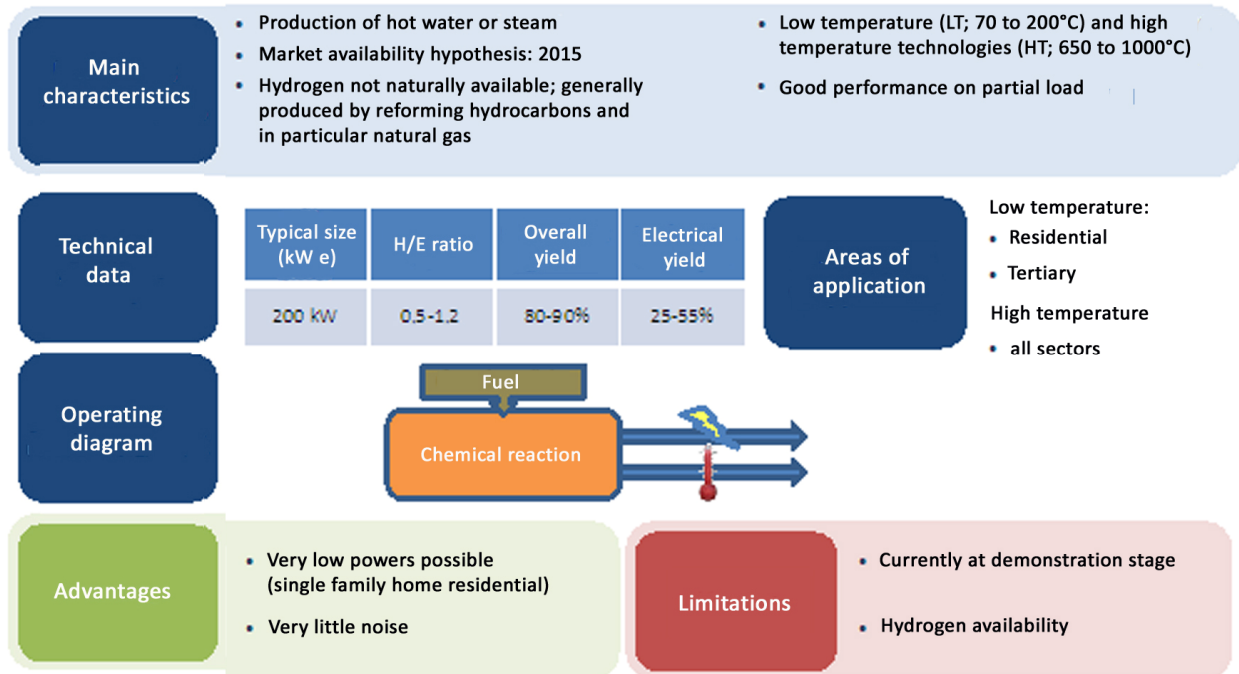 Main
characteristics
• Production of hot water or steam
• Market availability hypothesis: 2015
• Hydrogen not naturally available; generally
produced by reforming hydrocarbons and
in particular natural gas
• Low temperature (LT; 70 to 200°C) and high
temperature technologies (HT; 650 to 1000°C)
• Good performance on partial load
Technical
data
Typical size
(kW e)
H/E ratio
Overall
yield
Electrical
yield
200 kW
0,5-1,2
80-90%
25-55%
Areas of
application
Low temperature:
• Residential
• Tertiary
High temperature
• all sectors
Operating
diagram
Fuel
Chemical reaction
Advantages
• Very low powers possible
(single family home residential)
• Very little noise
Limitations
• Currently at demonstration stage
• Hydrogen availability